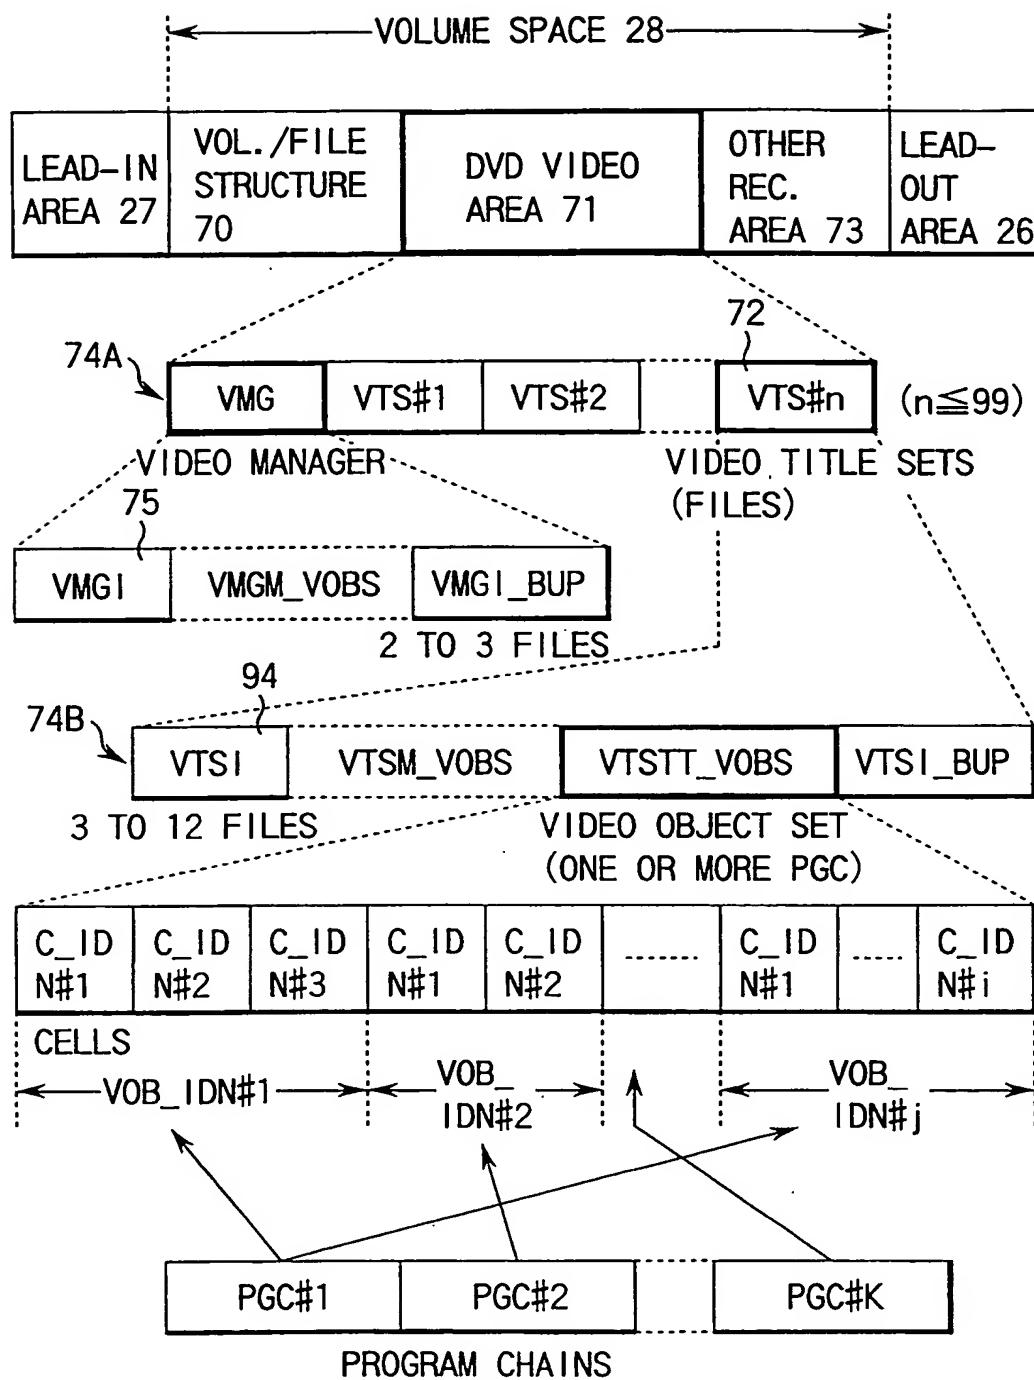 VOLUME SPACE 28
LEAD-IN AREA 27
VOL./FILE STRUCTURE 70
DVD VIDEO AREA 71
OTHER REC. AREA 73
LEAD-OUT AREA 26
72
74A
VMG
VTS#1
VTS#2
VTS#n
(n≦99)
VIDEO MANAGER
VIDEO TITLE SETS
(FILES)
75
VMGI
VMGM_VOBS
VMGI_BUP
2 TO 3 FILES
94
74B
VTSI
VTSM_VOBS
VTSTT_VOBS
VTSI_BUP
3 TO 12 FILES
VIDEO OBJECT SET
(ONE OR MORE PGC)
C_ID N#1
C_ID N#2
C_ID N#3
C_ID N#1
C_ID N#2
C_ID N#1
C_ID N#i
CELLS
VOB_IDN#1
VOB_
IDN#2
VOB_
IDN#j
PGC#1
PGC#2
PGC#K
PROGRAM CHAINS